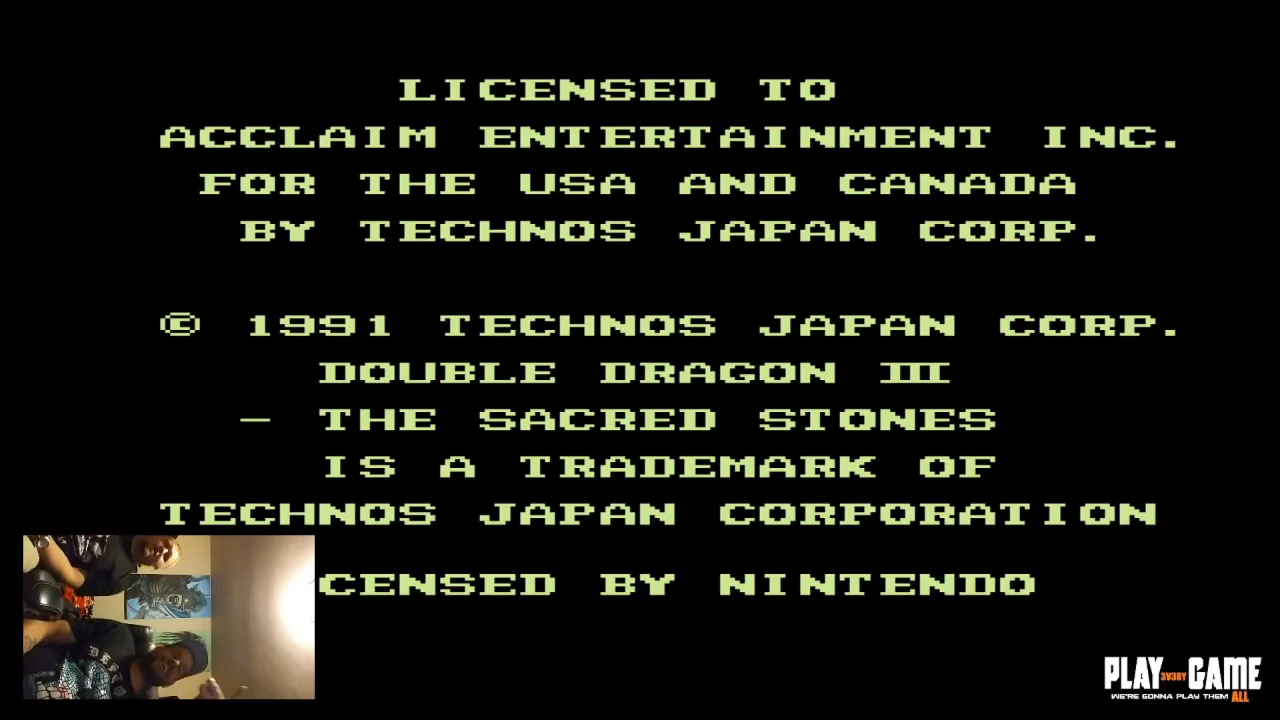 LICENSED TO
ACCLAIM ENTERTAINMENT INC.
FOR THE USA AND CANADA
BY TECHNOS JAPAN CORP.
© 1991 TECHNOS JAPAN CORP.
DOUBLE DRAGON III
– THE SACRED STONES
IS A TRADEMARK OF
TECHNOS JAPAN CORPORATION
CENSED BY NINTENDO
PLAY 3V3RY GAME
WE'RE GONNA PLAY THEM ALL